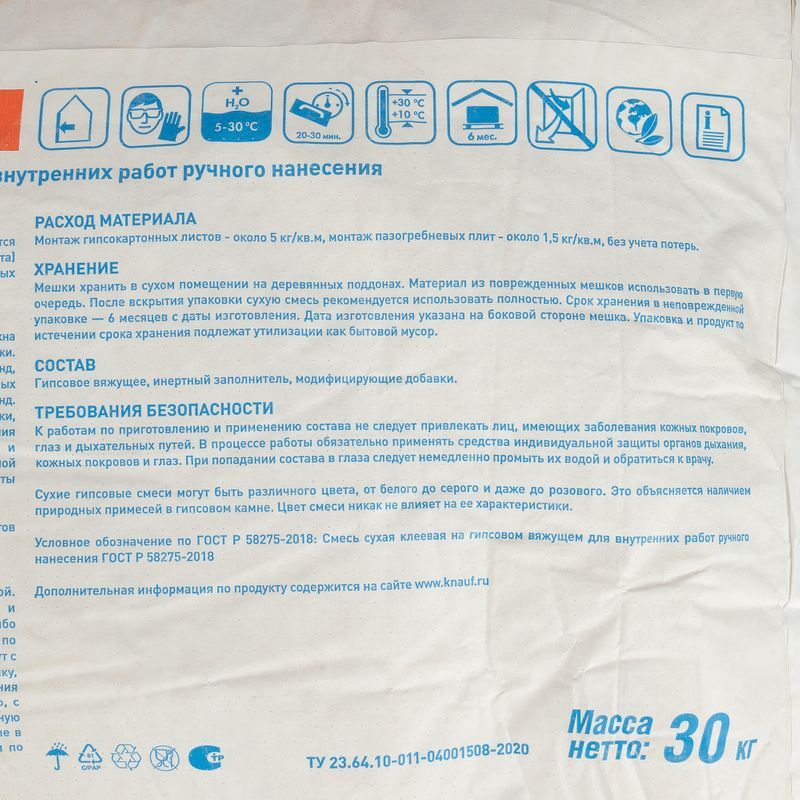 +
H₂O
5-30 °C
20-30 мин.
+30 °C
+10 °C
6 мес.
внутренних работ ручного нанесения
РАСХОД МАТЕРИАЛА
Монтаж гипсокартонных листов - около 5 кг/кв.м, монтаж пазогребневых плит - около 1,5 кг/кв.м, без учета потерь.
ХРАНЕНИЕ
Мешки хранить в сухом помещении на деревянных поддонах. Материал из поврежденных мешков использовать в первую
очередь. После вскрытия упаковки сухую смесь рекомендуется использовать полностью. Срок хранения в неповрежденной
упаковке — 6 месяцев с даты изготовления. Дата изготовления указана на боковой стороне мешка. Упаковка и продукт по
истечении срока хранения подлежат утилизации как бытовой мусор.
СОСТАВ
Гипсовое вяжущее, инертный заполнитель, модифицирующие добавки.
ТРЕБОВАНИЯ БЕЗОПАСНОСТИ
К работам по приготовлению и применению состава не следует привлекать лиц, имеющих заболевания кожных покровов,
глаз и дыхательных путей. В процессе работы обязательно применять средства индивидуальной защиты органов дыхания,
кожных покровов и глаз. При попадании состава в глаза следует немедленно промыть их водой и обратиться к врачу.
Сухие гипсовые смеси могут быть различного цвета, от белого до серого и даже до розового. Это объясняется наличием
природных примесей в гипсовом камне. Цвет смеси никак не влияет на ее характеристики.
Условное обозначение по ГОСТ Р 58275-2018: Смесь сухая клеевая на гипсовом вяжущем для внутренних работ ручного
нанесения ГОСТ Р 58275-2018
Дополнительная информация по продукту содержится на сайте www.knauf.ru
81
C/PAP
ТР
ТУ 23.64.10-011-04001508-2020
Масса
нетто: 30 кг